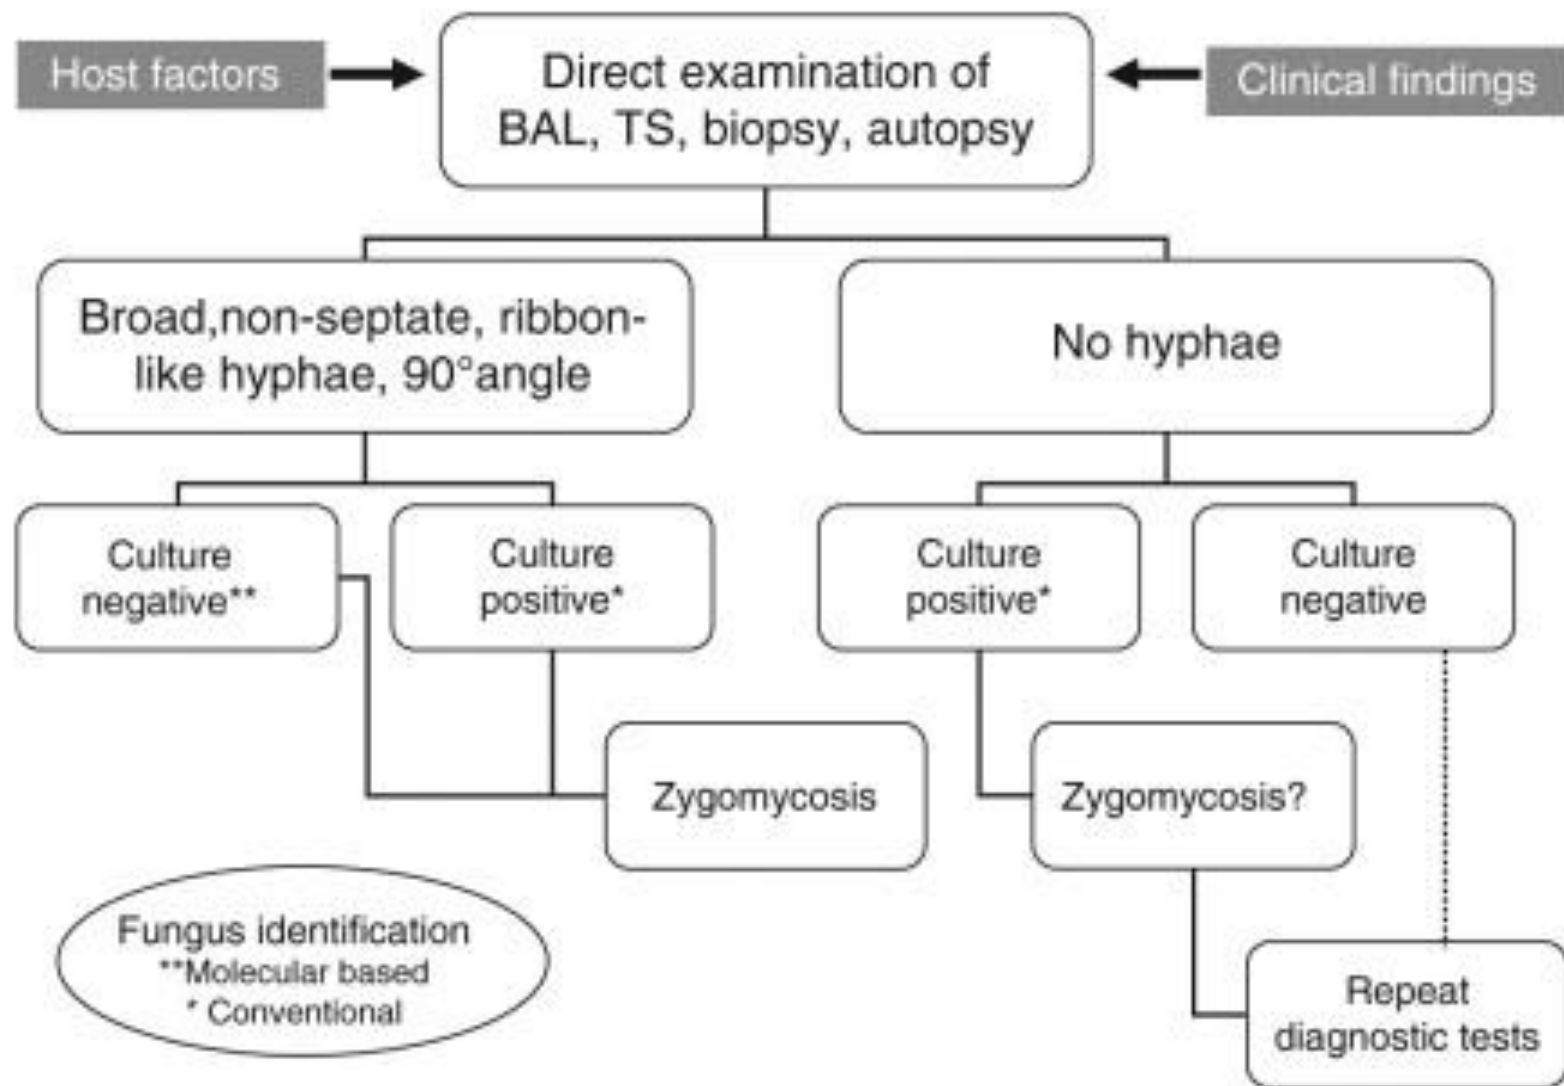 Host factors
Direct examination of
BAL, TS, biopsy, autopsy
Clinical findings
Broad,non-septate, ribbon-
like hyphae, 90°angle
No hyphae
Culture
negative**
Culture
positive*
Culture
positive*
Culture
negative
Zygomycosis
Zygomycosis?
Fungus identification
**Molecular based
* Conventional
Repeat
diagnostic tests